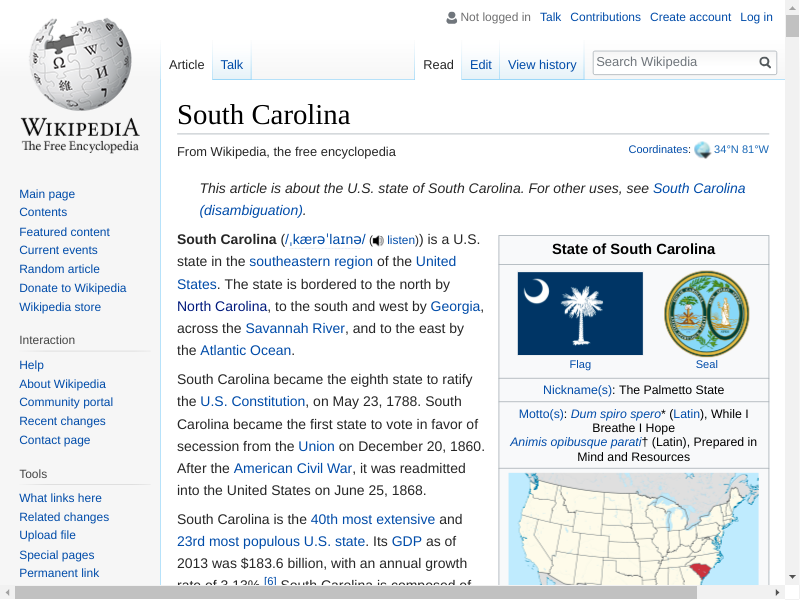 Not logged in Talk Contributions Create account Log in
Article Talk Read Edit View history Search Wikipedia
WIKIPEDIA
The Free Encyclopedia
Main page
Contents
Featured content
Current events
Random article
Donate to Wikipedia
Wikipedia store
Interaction
Help
About Wikipedia
Community portal
Recent changes
Contact page
Tools
What links here
Related changes
Upload file
Special pages
Permanent link
South Carolina
From Wikipedia, the free encyclopedia
Coordinates: 34°N 81°W
This article is about the U.S. state of South Carolina. For other uses, see South Carolina
(disambiguation).
South Carolina (/ˌkærəˈlaɪnə/ (listen)) is a U.S.
state in the southeastern region of the United
States. The state is bordered to the north by
North Carolina, to the south and west by Georgia,
across the Savannah River, and to the east by
the Atlantic Ocean.
South Carolina became the eighth state to ratify
the U.S. Constitution, on May 23, 1788. South
Carolina became the first state to vote in favor of
secession from the Union on December 20, 1860.
After the American Civil War, it was readmitted
into the United States on June 25, 1868.
South Carolina is the 40th most extensive and
23rd most populous U.S. state. Its GDP as of
2013 was $183.6 billion, with an annual growth
rate of 3.13%.[6] South Carolina is composed of
State of South Carolina
Flag Seal
Nickname(s): The Palmetto State
Motto(s): Dum spiro spero* (Latin), While I
Breathe I Hope
Animis opibusque parati† (Latin), Prepared in
Mind and Resources